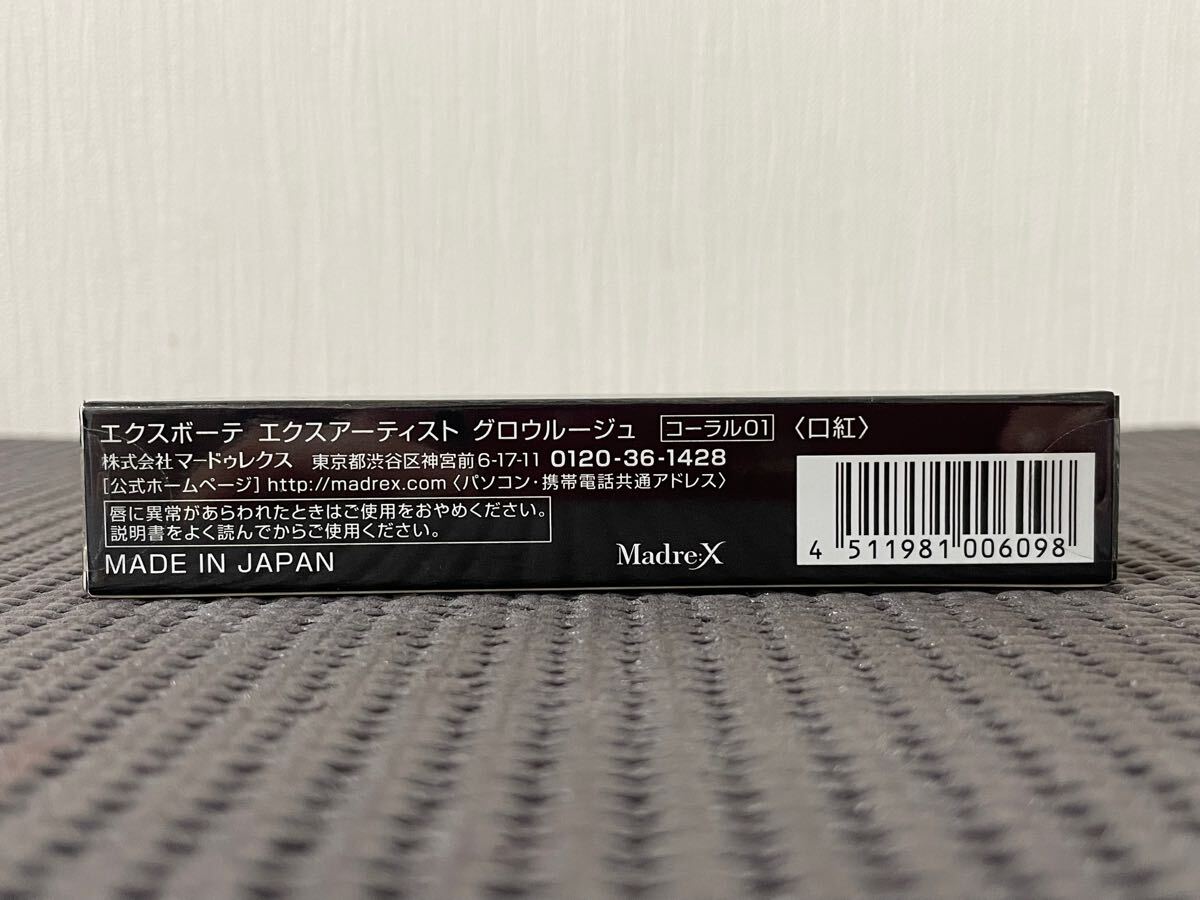 エクスボーテ エクスアーティスト グロウルージュ コーラル01 〈口紅〉
株式会社マードゥレクス 東京都渋谷区神宮前6-17-11 0120-36-1428
[公式ホームページ] http://madrex.com〈パソコン・携帯電話共通アドレス〉
唇に異常があらわれたときはご使用をおやめください。
説明書をよく読んでからご使用ください。
MADE IN JAPAN
Madre:X
4 511981 006098